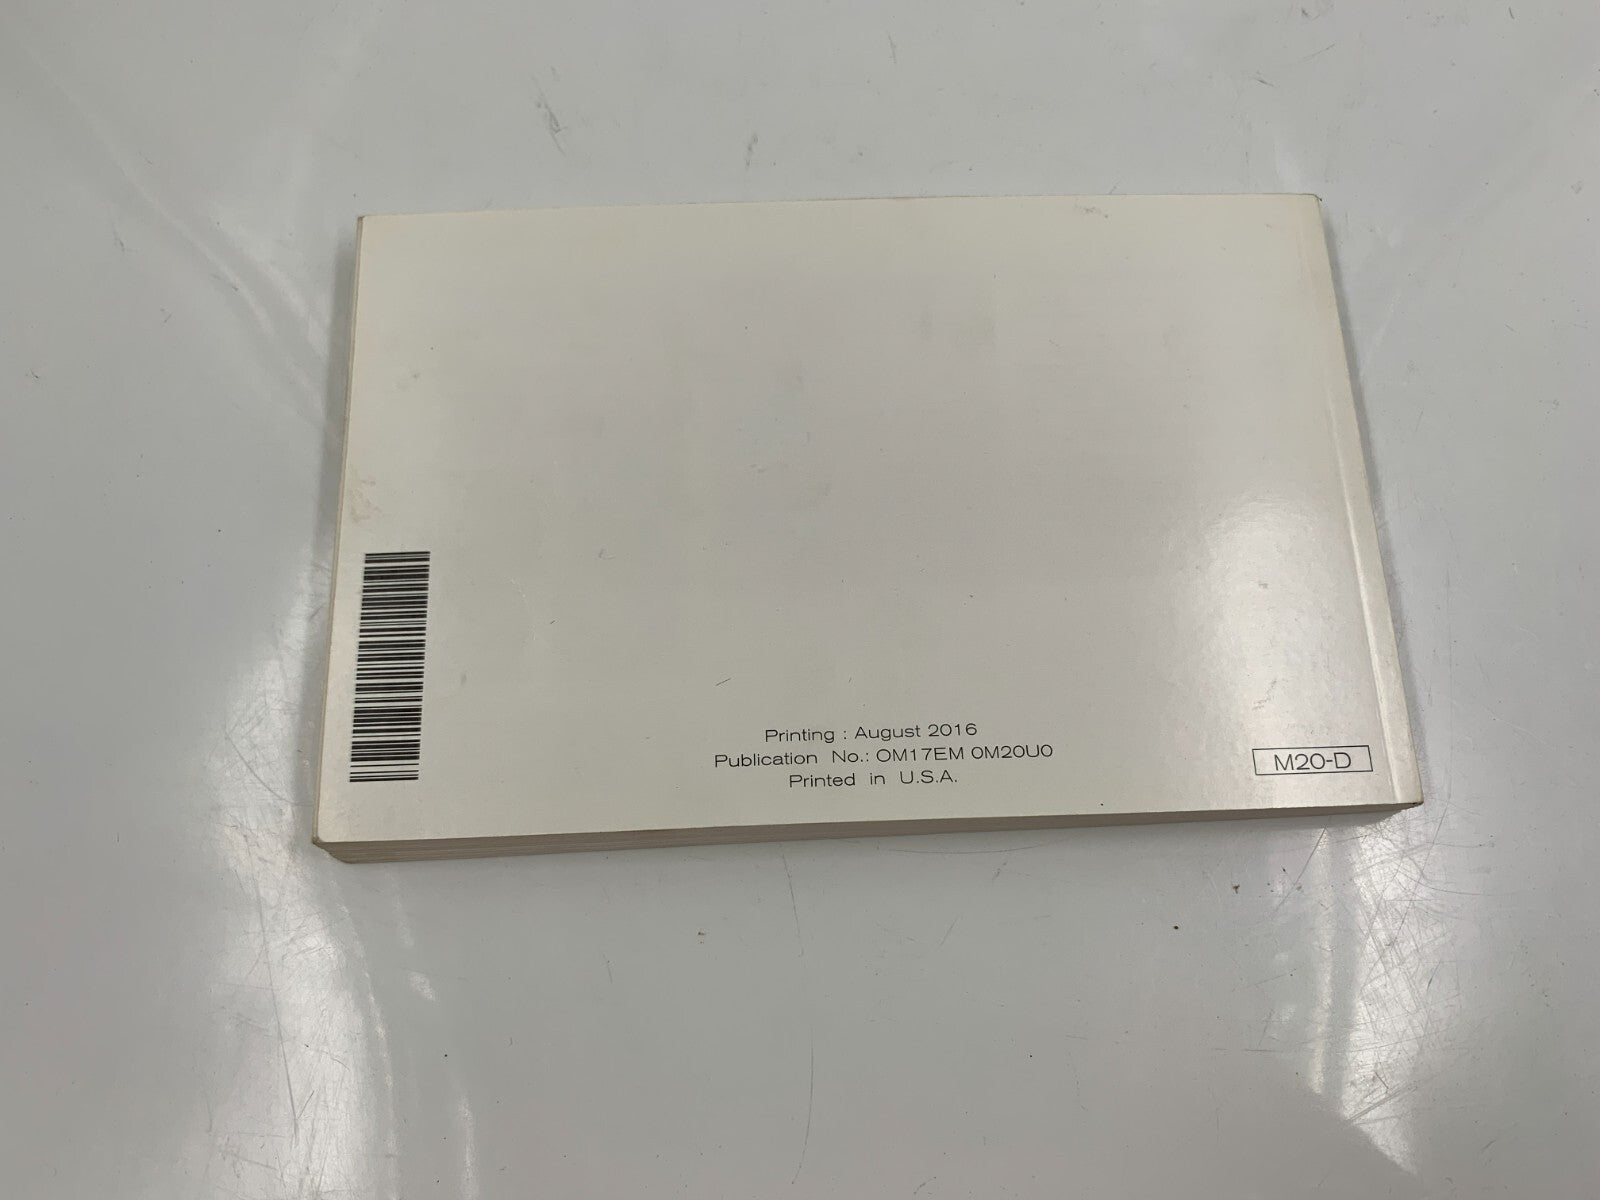 Printing : August 2016
Publication No.: OM17EM 0M20U0
Printed in U.S.A.
M20-D